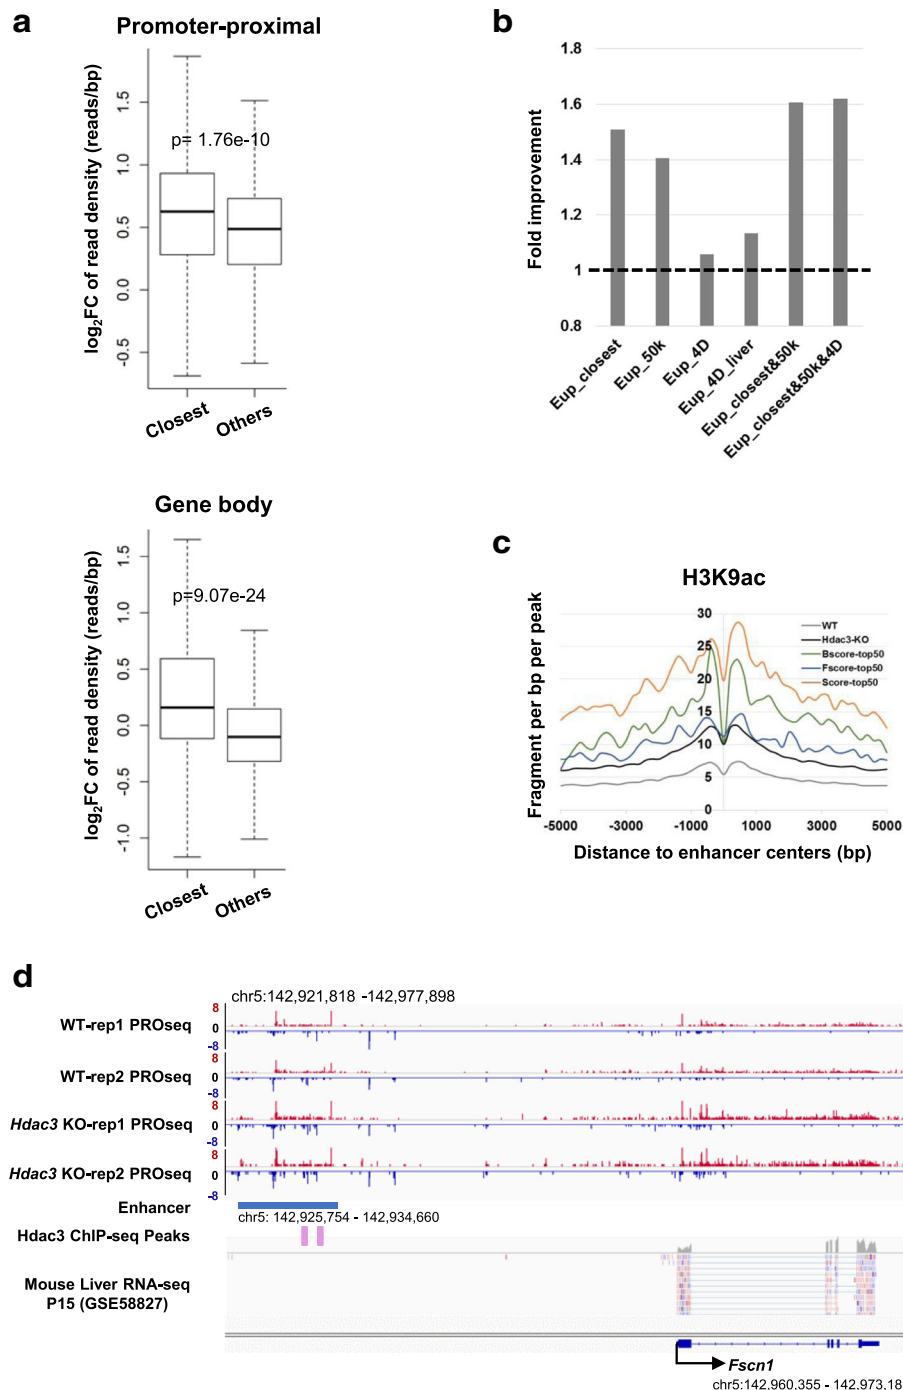 a
Promoter-proximal
log2FC of read density (reads/bp)
1.5
1.0
0.5
0.0
-0.5
p= 1.76e-10
Closest
Others
Gene body
log2FC of read density (reads/bp)
1.5
1.0
0.5
0.0
-0.5
-1.0
p=9.07e-24
Closest
Others
b
Fold improvement
1.8
1.6
1.4
1.2
1
0.8
Eup_closest
Eup_50k
Eup_4D
Eup_4D_liver
Eup_closest&50k
Eup_closest&50k&4D
c
H3K9ac
Fragment per bp per peak
30
25
20
15
10
5
0
WT
Hdac3-KO
Bscore-top50
Fscore-top50
Score-top50
-5000
-3000
-1000
1000
3000
5000
Distance to enhancer centers (bp)
d
chr5:142,921,818 -142,977,898
WT-rep1 PROseq
8
0
-8
WT-rep2 PROseq
8
0
-8
Hdac3 KO-rep1 PROseq
8
0
-8
Hdac3 KO-rep2 PROseq
8
0
-8
Enhancer
chr5: 142,925,754 - 142,934,660
Hdac3 ChIP-seq Peaks
Mouse Liver RNA-seq
P15 (GSE58827)
Fscn1
chr5:142,960,355 - 142,973,18